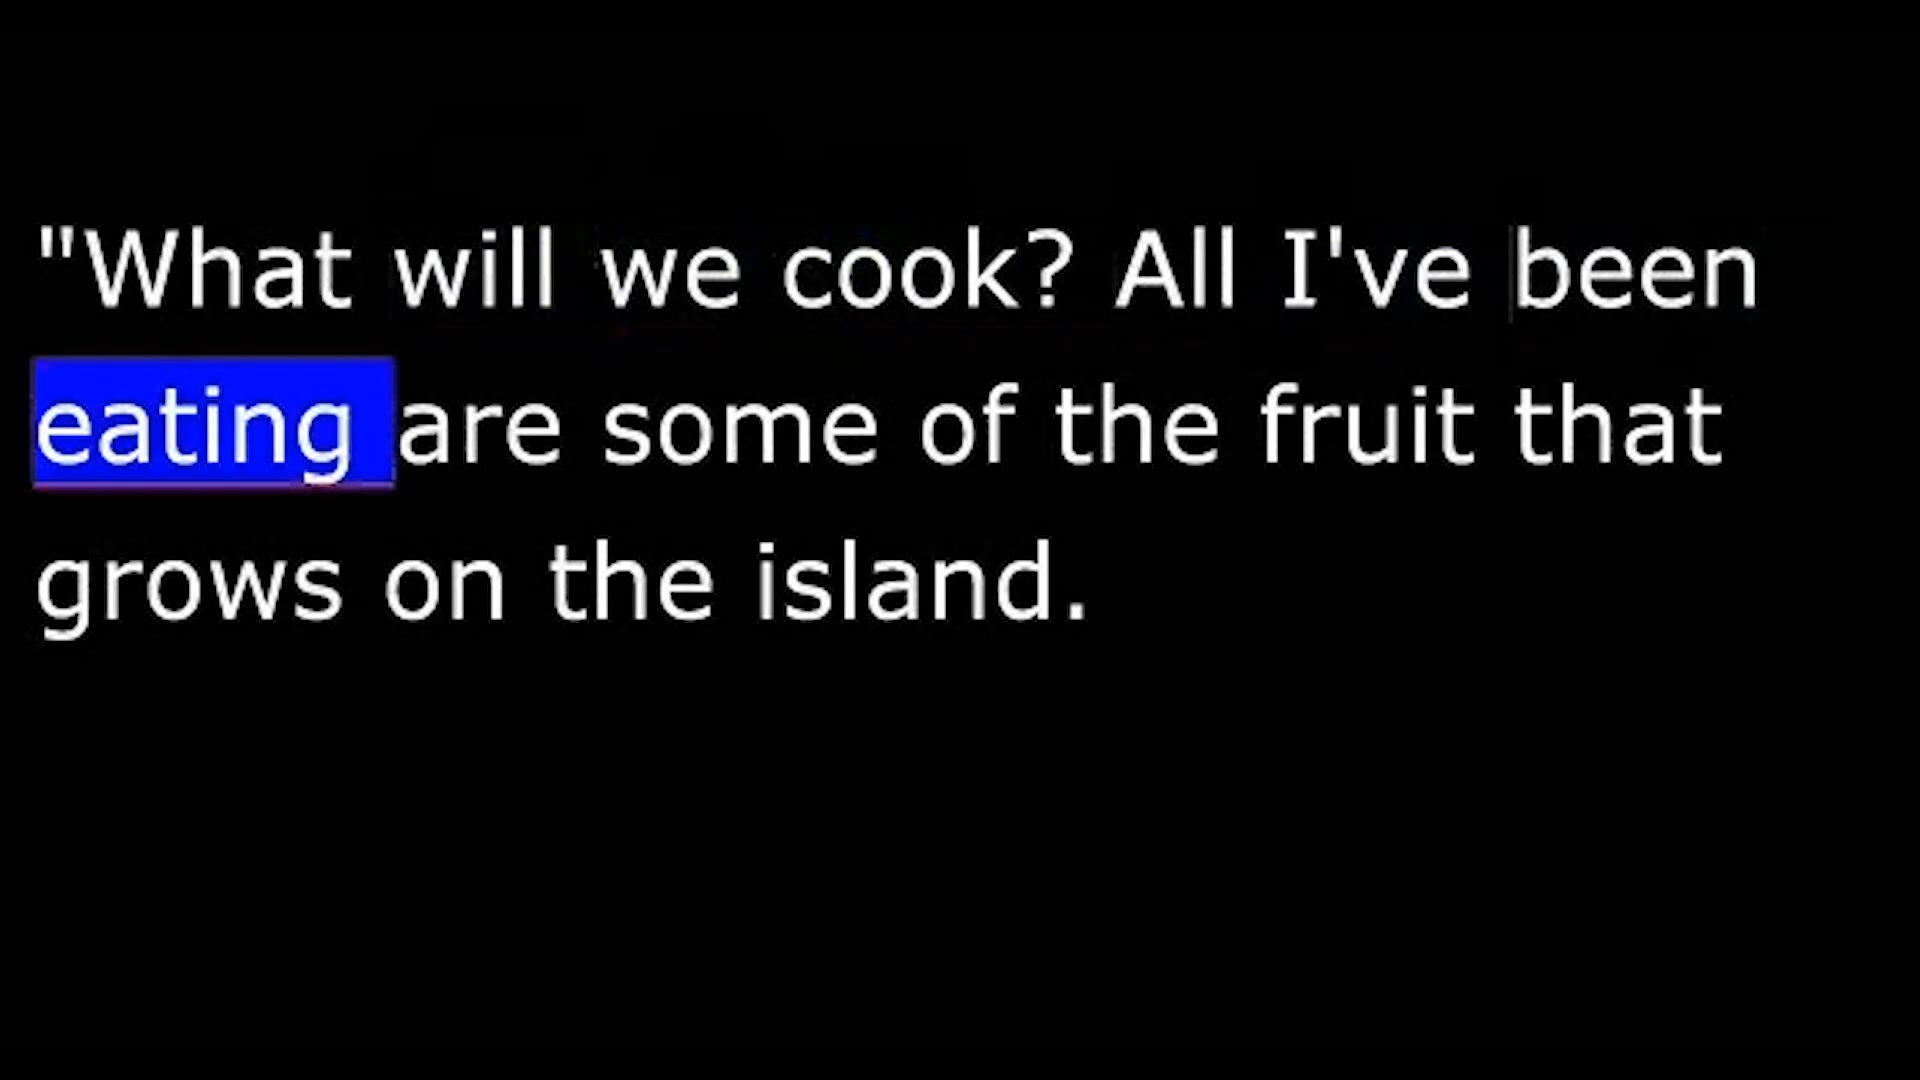 "What will we cook? All I've been
eating are some of the fruit that
grows on the island.